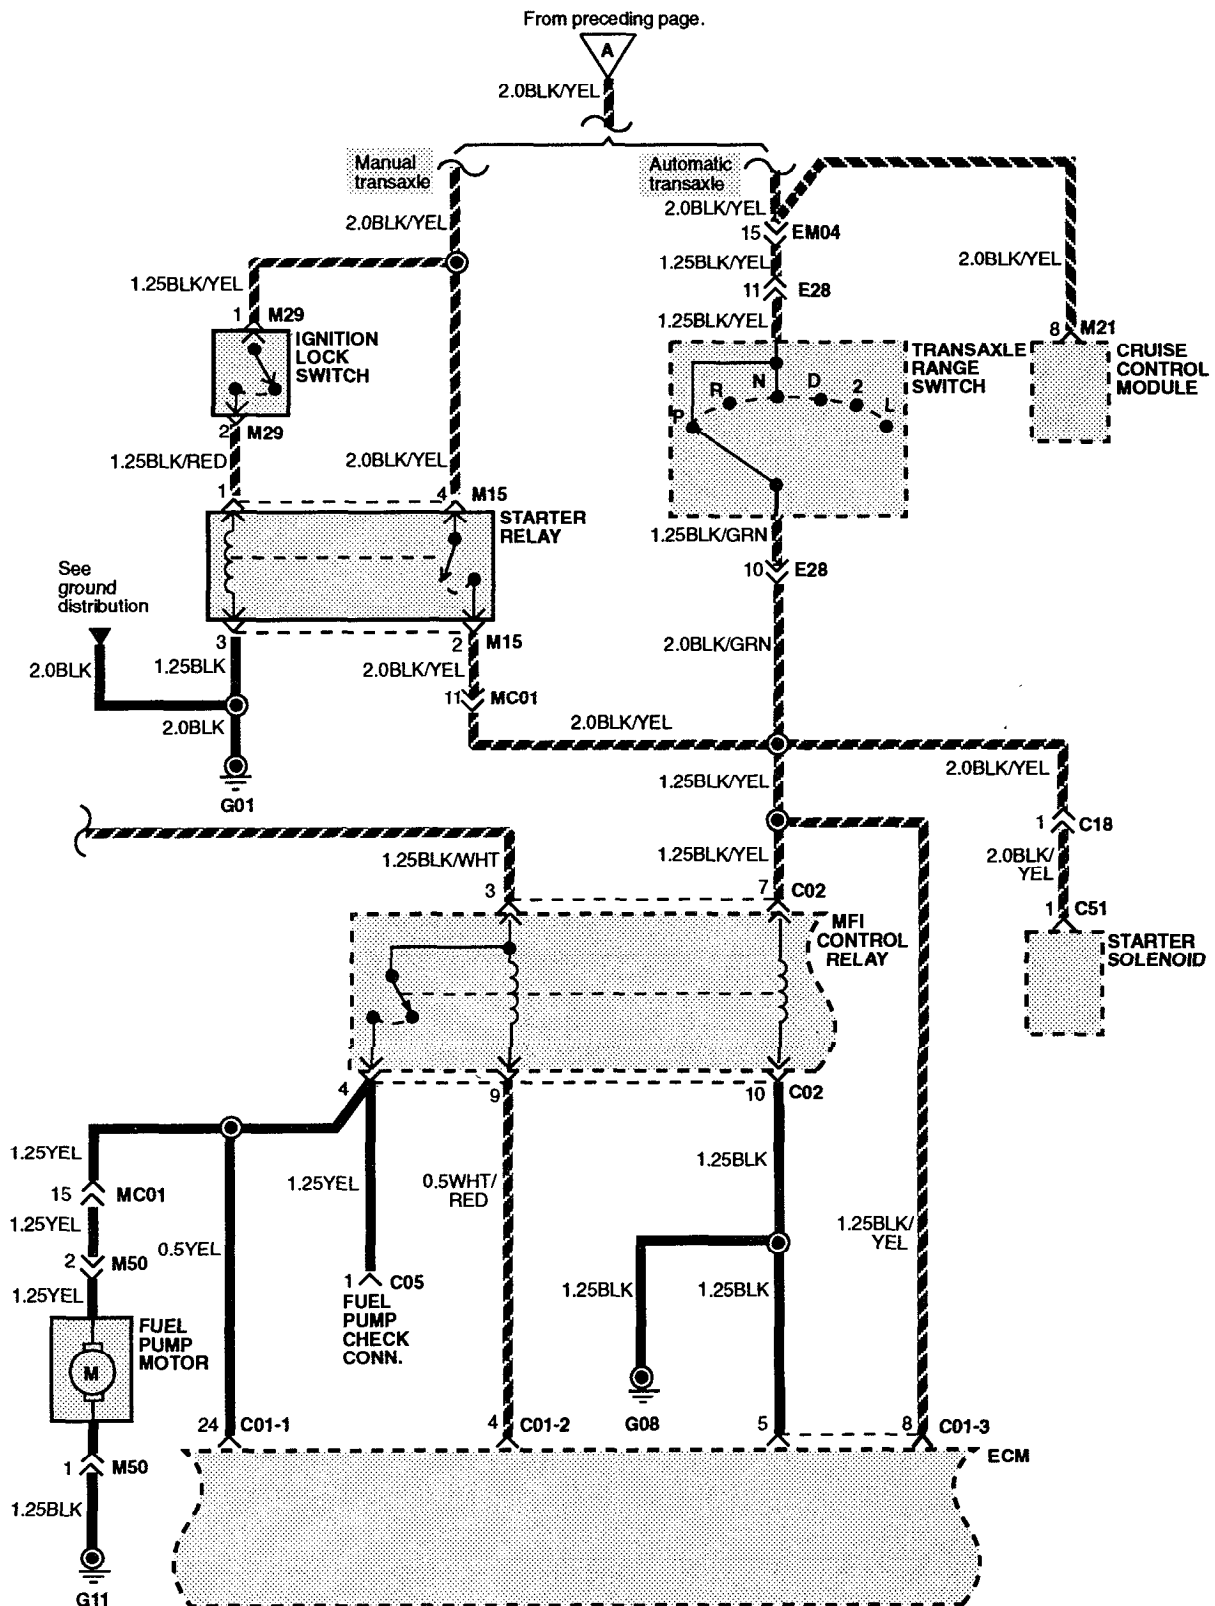 From preceding page.
A
2.0BLK/YEL
Manual
transaxle
Automatic
transaxle
2.0BLK/YEL
2.0BLK/YEL
15 EM04
1.25BLK/YEL
1.25BLK/YEL
2.0BLK/YEL
11 E28
1 M29
1.25BLK/YEL
8 M21
IGNITION
LOCK
SWITCH
TRANSAXLE
RANGE
SWITCH
CRUISE
CONTROL
MODULE
P
R
N
D
2
L
2 M29
1.25BLK/RED
2.0BLK/YEL
1
4 M15
STARTER
RELAY
1.25BLK/GRN
10 E28
See
ground
distribution
3
2 M15
2.0BLK/GRN
2.0BLK
1.25BLK
2.0BLK/YEL
11 MC01
2.0BLK
2.0BLK/YEL
G01
1.25BLK/YEL
2.0BLK/YEL
1 C18
1.25BLK/WHT
1.25BLK/YEL
2.0BLK/
YEL
3
7 C02
1 C51
MFI
CONTROL
RELAY
STARTER
SOLENOID
4
9
10 C02
1.25YEL
1.25YEL
0.5WHT/
RED
1.25BLK
15 MC01
1.25YEL
0.5YEL
1.25BLK/
YEL
2 M50
1.25YEL
1 C05
FUEL
PUMP
CHECK
CONN.
1.25BLK
1.25BLK
FUEL
PUMP
MOTOR
M
24 C01-1
4 C01-2
G08
5
8 C01-3
ECM
1 M50
1.25BLK
G11